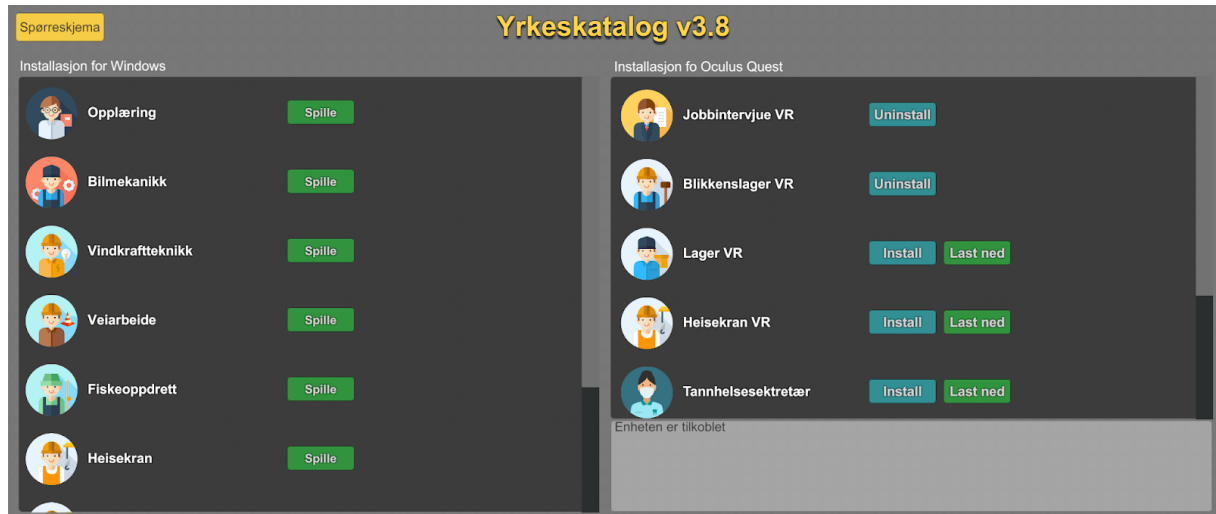 Spørreskjema
Yrkeskatalog v3.8
Installasjon for Windows
Opplæring Spille
Bilmekanikk Spille
Vindkraftteknikk Spille
Veiarbeide Spille
Fiskeoppdrett Spille
Heisekran Spille
Installasjon fo Oculus Quest
Jobbintervjue VR Uninstall
Blikkenslager VR Uninstall
Lager VR Install Last ned
Heisekran VR Install Last ned
Tannhelsesektretær Install Last ned
Enheten er tilkoblet